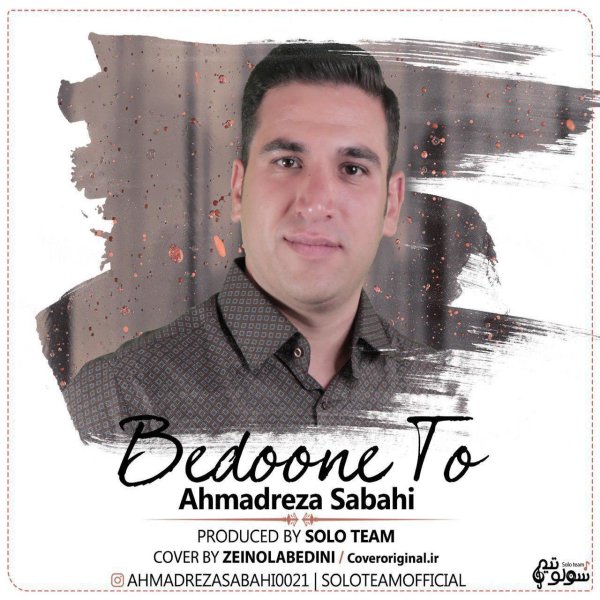 Bedoone To
Ahmadreza Sabahi
PRODUCED BY SOLO TEAM
COVER BY ZEINOLABEDINI / Coveroriginal.ir
AHMADREZASABAHI0021 | SOLOTEAMOFFICIAL
Solo team
سولو تیم